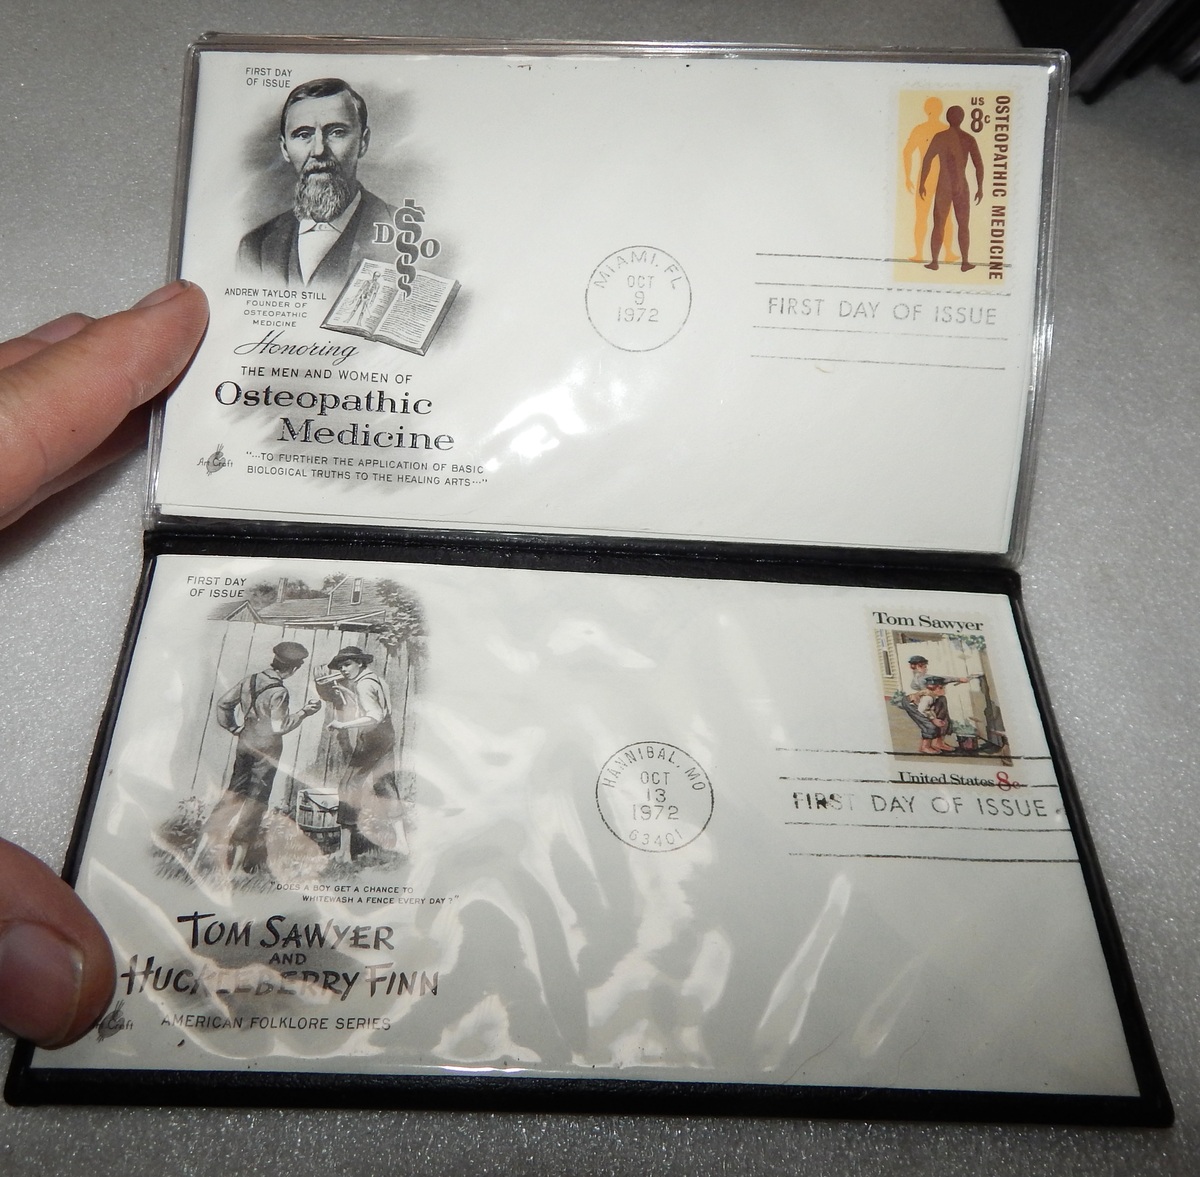 FIRST DAY
OF ISSUE
D O
ANDREW TAYLOR STILL
FOUNDER OF
OSTEOPATHIC
MEDICINE
Honoring
THE MEN AND WOMEN OF
Osteopathic
Medicine
"...TO FURTHER THE APPLICATION OF BASIC
BIOLOGICAL TRUTHS TO THE HEALING ARTS..."
Art Craft
MIAMI, FL
OCT
9
1972
US
8c
OSTEOPATHIC MEDICINE
FIRST DAY OF ISSUE
FIRST DAY
OF ISSUE
"DOES A BOY GET A CHANCE TO
WHITEWASH A FENCE EVERY DAY?"
TOM SAWYER
AND
HUCKLEBERRY FINN
AMERICAN FOLKLORE SERIES
HANNIBAL, MO
OCT
13
1972
63401
Tom Sawyer
United States 8c
FIRST DAY OF ISSUE